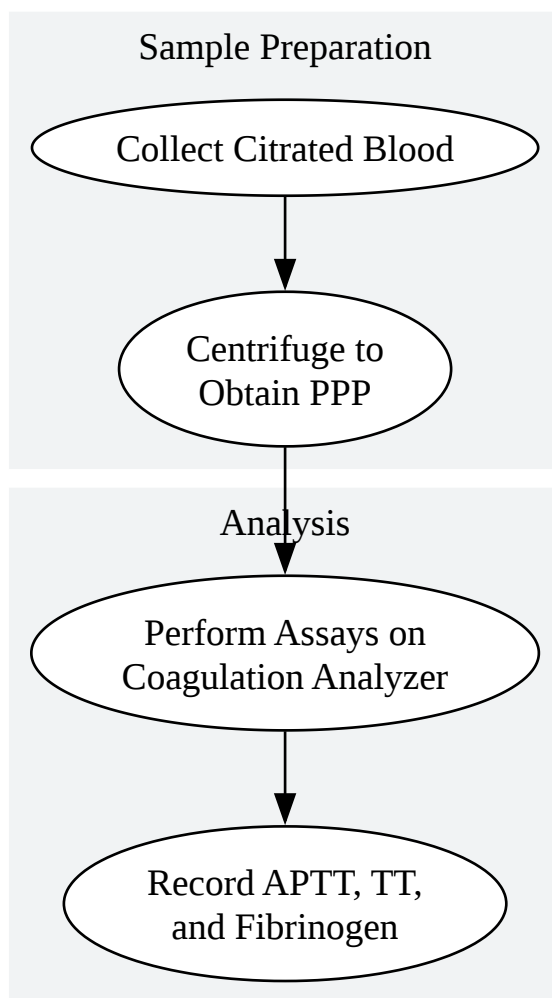 Sample Preparation
Collect Citrated Blood
Centrifuge to
Obtain PPP
Analysis
Perform Assays on
Coagulation Analyzer
Record APTT, TT,
and Fibrinogen